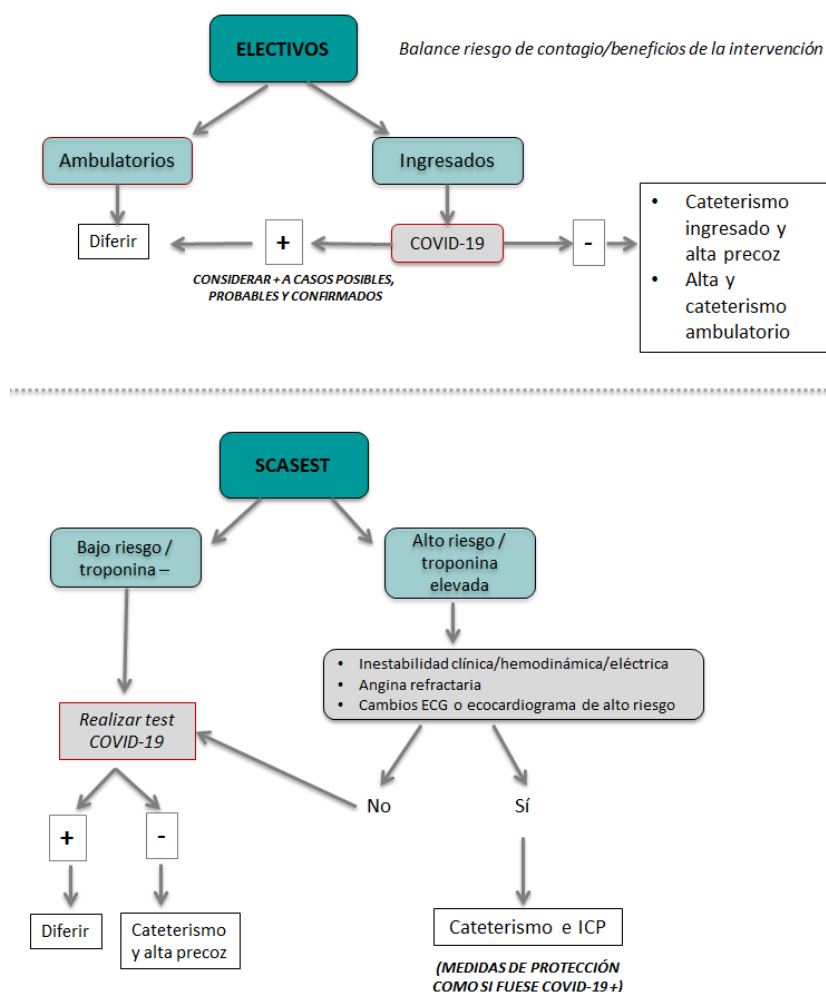 ELECTIVOS
Balance riesgo de contagio/beneficios de la intervención
Ambulatorios
Ingresados
Diferir
+
COVID-19
-
• Cateterismo
ingresado y
alta precoz
• Alta y
cateterismo
ambulatorio
CONSIDERAR + A CASOS POSIBLES,
PROBABLES Y CONFIRMADOS
SCASEST
Bajo riesgo /
troponina –
Alto riesgo /
troponina
elevada
• Inestabilidad clínica/hemodinámica/eléctrica
• Angina refractaria
• Cambios ECG o ecocardiograma de alto riesgo
Realizar test
COVID-19
No
Sí
+
-
Diferir
Cateterismo
y alta precoz
Cateterismo e ICP
(MEDIDAS DE PROTECCIÓN
COMO SI FUESE COVID-19 +)